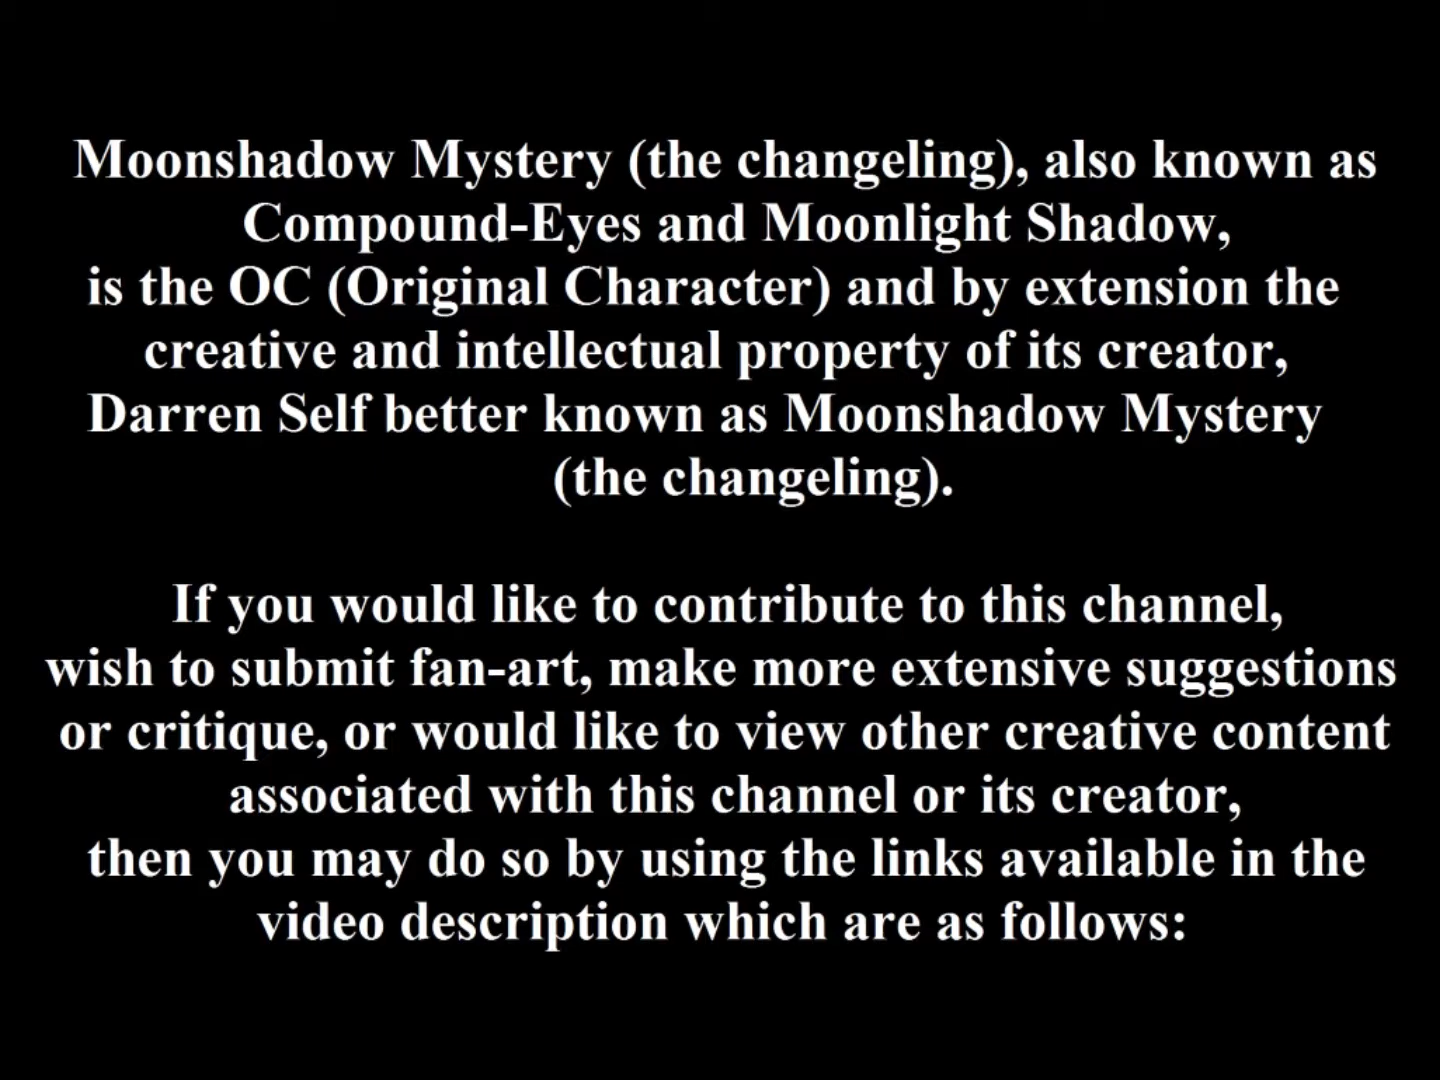 Moonshadow Mystery (the changeling), also known as
Compound-Eyes and Moonlight Shadow,
is the OC (Original Character) and by extension the
creative and intellectual property of its creator,
Darren Self better known as Moonshadow Mystery
(the changeling).
If you would like to contribute to this channel,
wish to submit fan-art, make more extensive suggestions
or critique, or would like to view other creative content
associated with this channel or its creator,
then you may do so by using the links available in the
video description which are as follows: